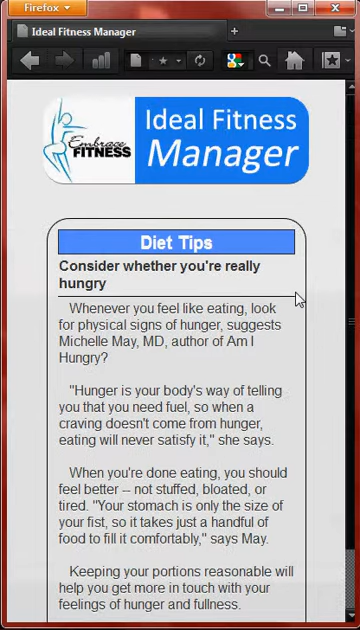 Firefox
Ideal Fitness Manager
Embrace
FITNESS
Ideal Fitness
Manager
Diet Tips
Consider whether you're really
hungry
Whenever you feel like eating, look
for physical signs of hunger, suggests
Michelle May, MD, author of Am I
Hungry?
"Hunger is your body's way of telling
you that you need fuel, so when a
craving doesn't come from hunger,
eating will never satisfy it," she says.
When you're done eating, you should
feel better -- not stuffed, bloated, or
tired. "Your stomach is only the size of
your fist, so it takes just a handful of
food to fill it comfortably," says May.
Keeping your portions reasonable will
help you get more in touch with your
feelings of hunger and fullness.